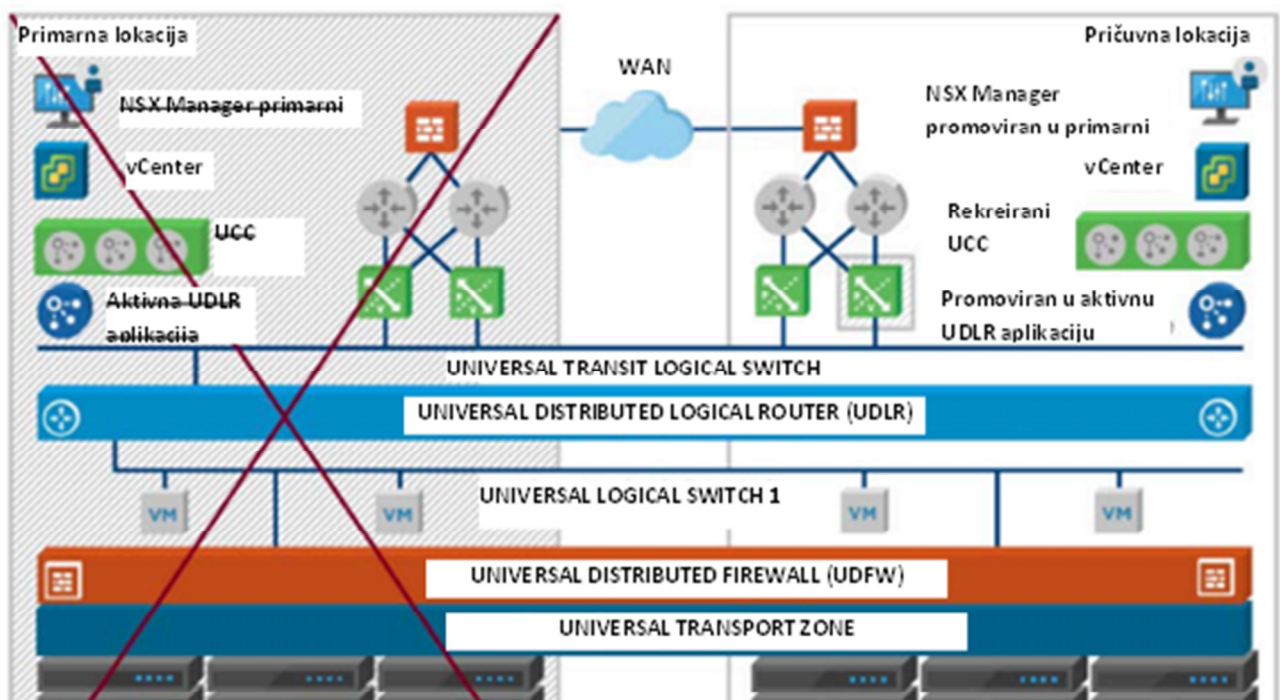 Primarna lokacija
NSX Manager primarni
vCenter
UCC
Aktivna UDLR
aplikacija
WAN
Pričuvna lokacija
NSX Manager
promoviran u primarni
vCenter
Rekreirani
UCC
Promoviran u aktivnu
UDLR aplikaciju
UNIVERSAL TRANSIT LOGICAL SWITCH
UNIVERSAL DISTRIBUTED LOGICAL ROUTER (UDLR)
UNIVERSAL LOGICAL SWITCH 1
VM
VM
VM
VM
UNIVERSAL DISTRIBUTED FIREWALL (UDFW)
UNIVERSAL TRANSPORT ZONE